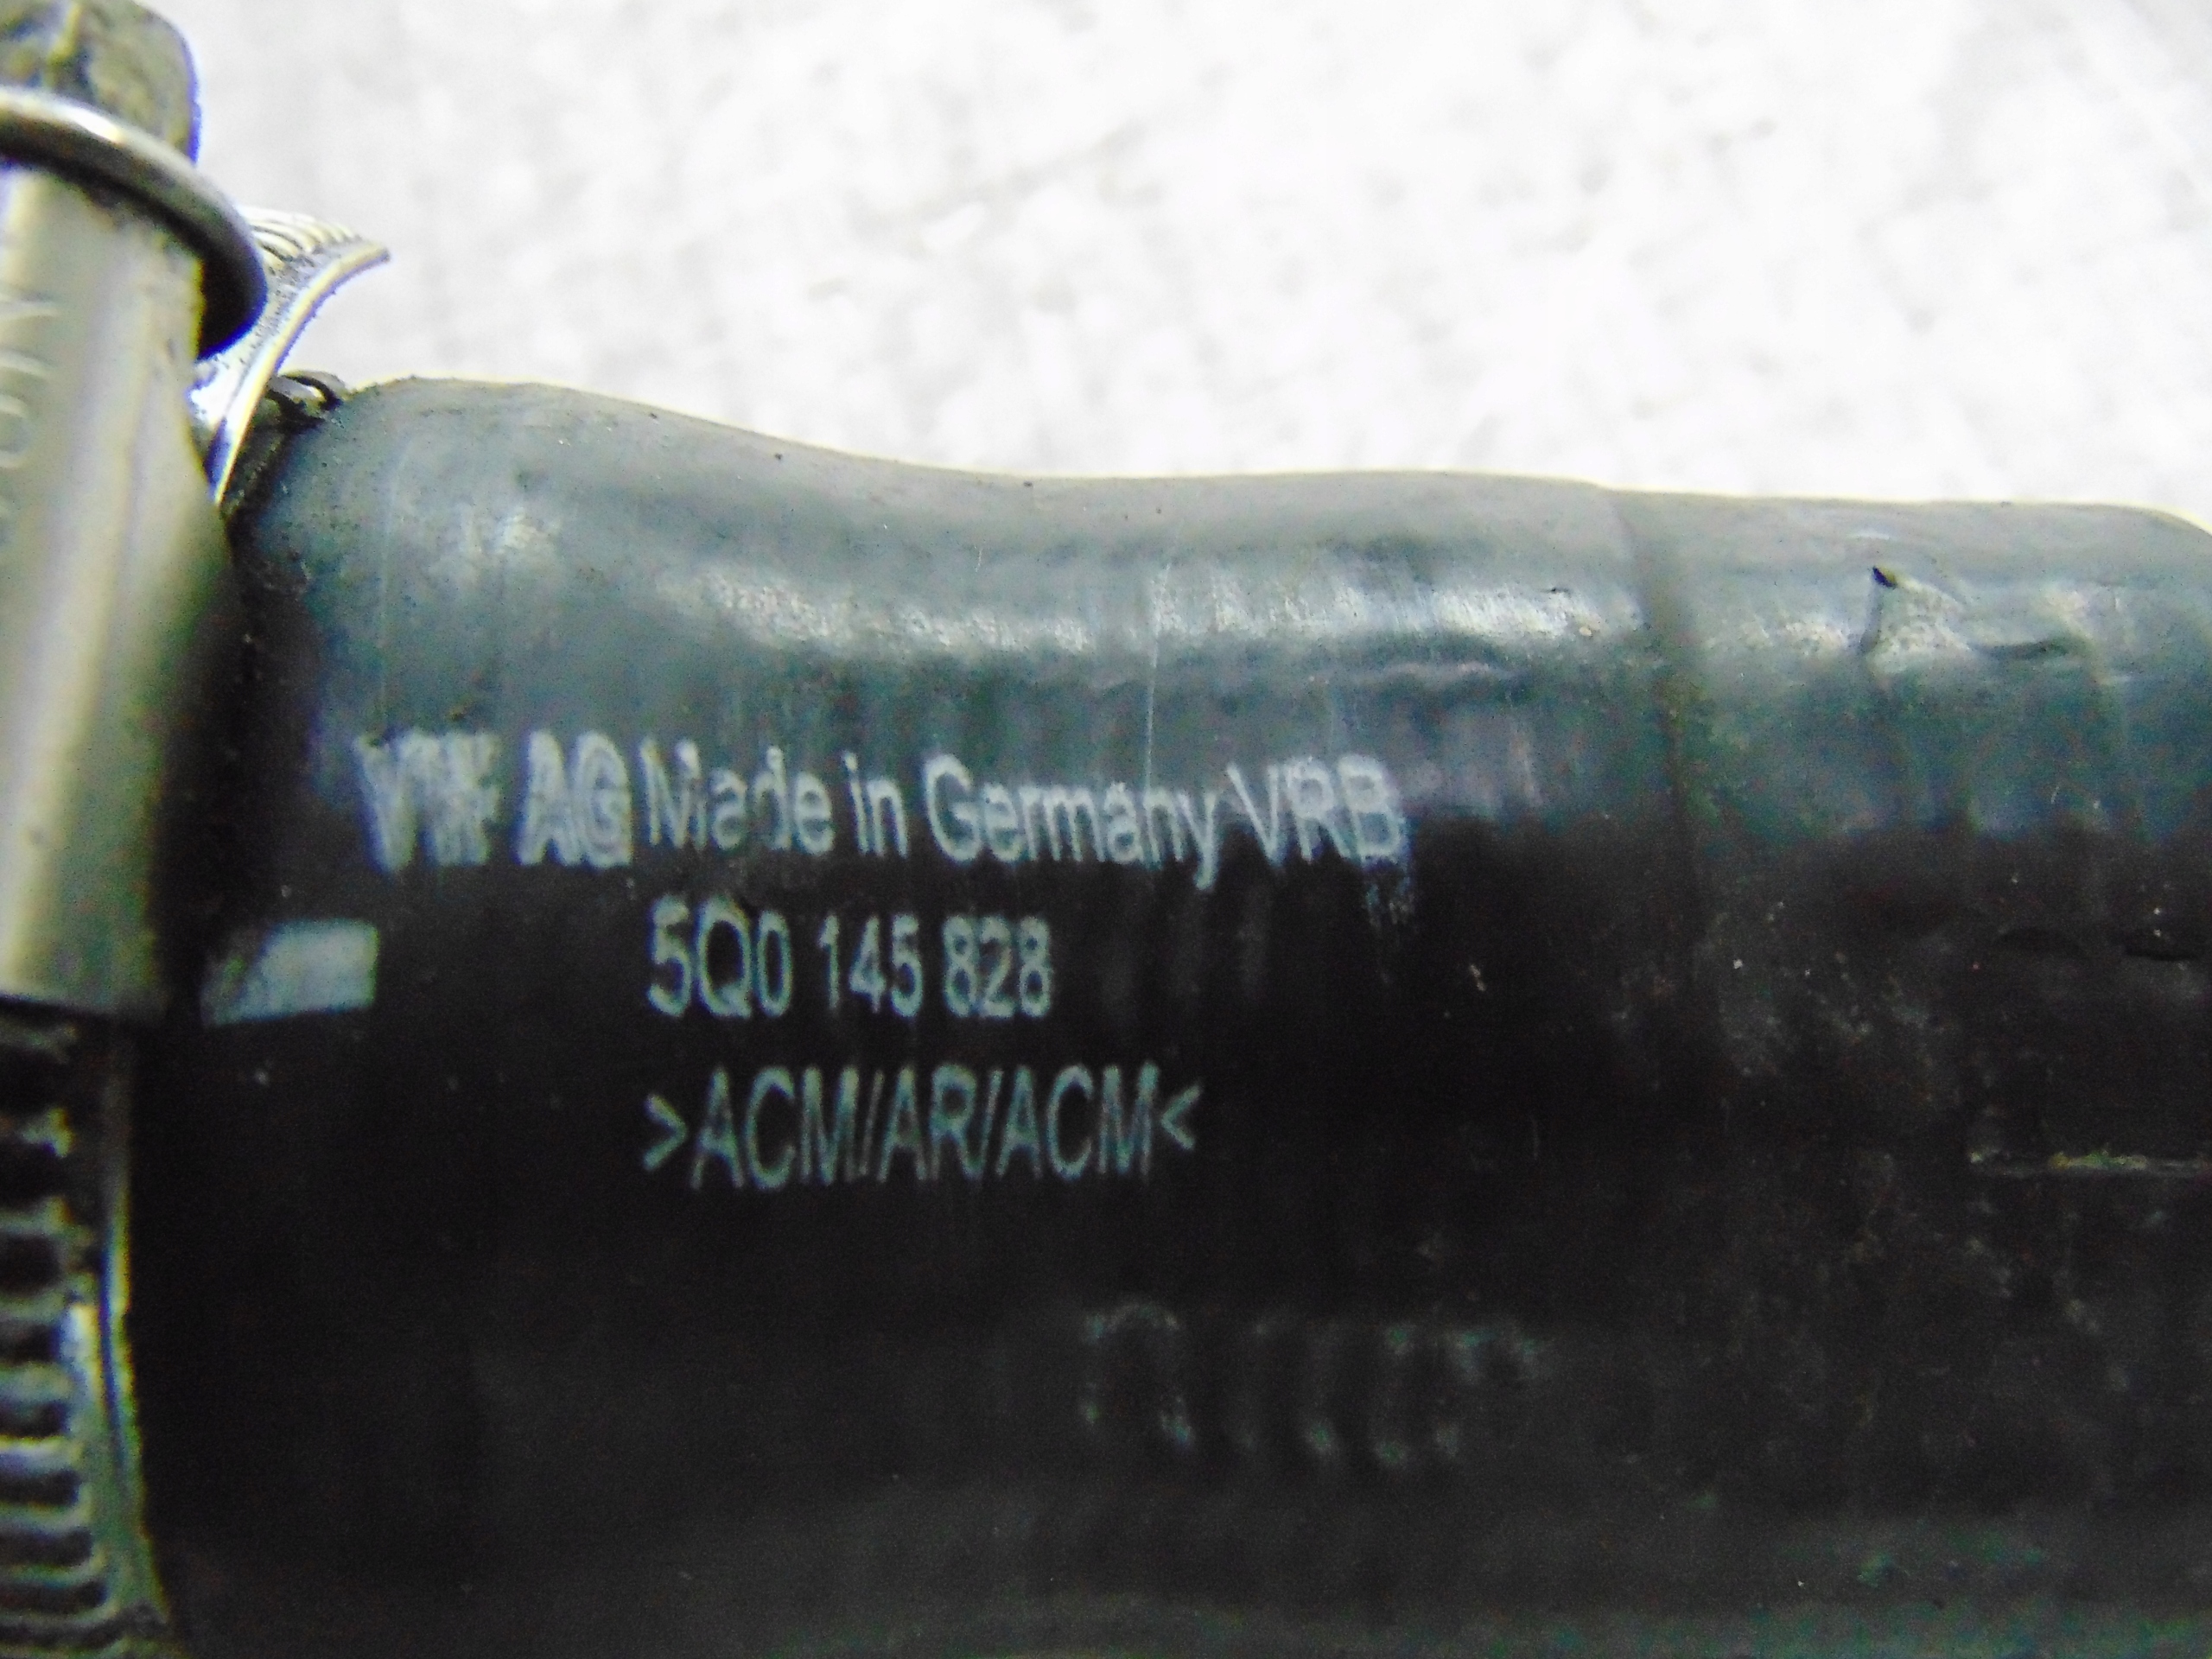 VW AG Made in Germany VRB
5Q0 145 828
>ACM/AR/ACM<